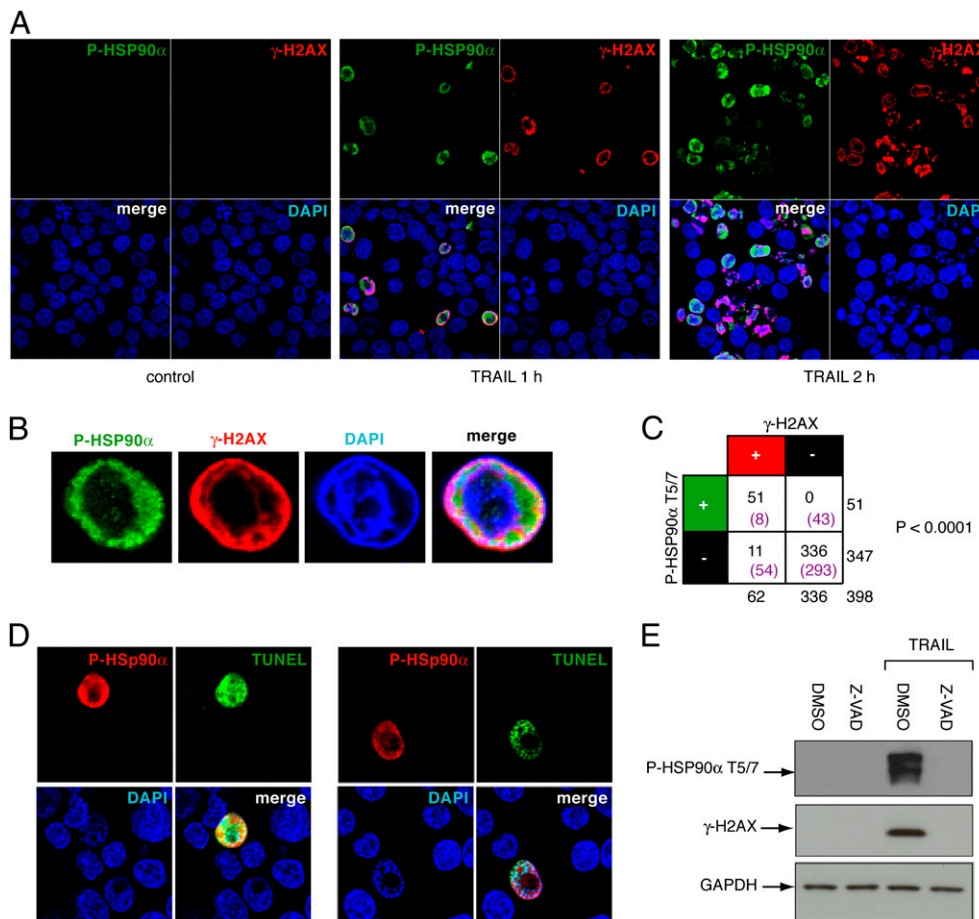 A
P-HSP90α γ-H2AX P-HSP90α γ-H2AX P-HSP90α γ-H2AX
merge DAPI merge DAPI merge DAPI
control TRAIL 1 h TRAIL 2 h
B
P-HSP90α γ-H2AX DAPI merge
C
γ-H2AX
+ -
P-HSP90α T5/7
+ 51 0 51
(8) (43)
P < 0.0001
- 11 336 347
(54) (293)
62 336 398
D
P-HSp90α TUNEL P-HSp90α TUNEL
DAPI merge DAPI merge
E
TRAIL
DMSO Z-VAD DMSO Z-VAD
P-HSP90α T5/7
γ-H2AX
GAPDH